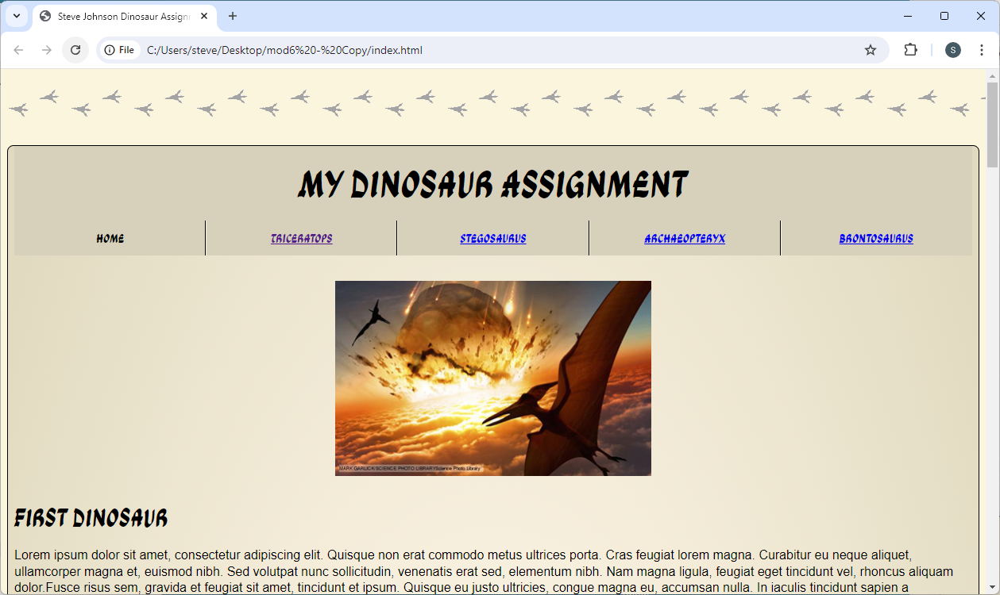 Steve Johnson Dinosaur Assign
File C:/Users/steve/Desktop/mod6%20-%20Copy/index.html
S
MY DINOSAUR ASSIGNMENT
HOME TRICERATOPS STEGOSAURUS ARCHAEOPTERYX BRONTOSAURUS
MARK GARLICK/SCIENCE PHOTO LIBRARYScience Photo Library
FIRST DINOSAUR
Lorem ipsum dolor sit amet, consectetur adipiscing elit. Quisque non erat commodo metus ultrices porta. Cras feugiat lorem magna. Curabitur eu neque aliquet,
ullamcorper magna et, euismod nibh. Sed volutpat nunc sollicitudin, venenatis erat sed, elementum nibh. Nam magna ligula, feugiat eget tincidunt vel, rhoncus aliquam
dolor.Fusce risus sem, gravida et feugiat sit amet, tincidunt et ipsum. Quisque eu justo ultricies, congue magna eu, accumsan nulla. In iaculis tincidunt sapien a